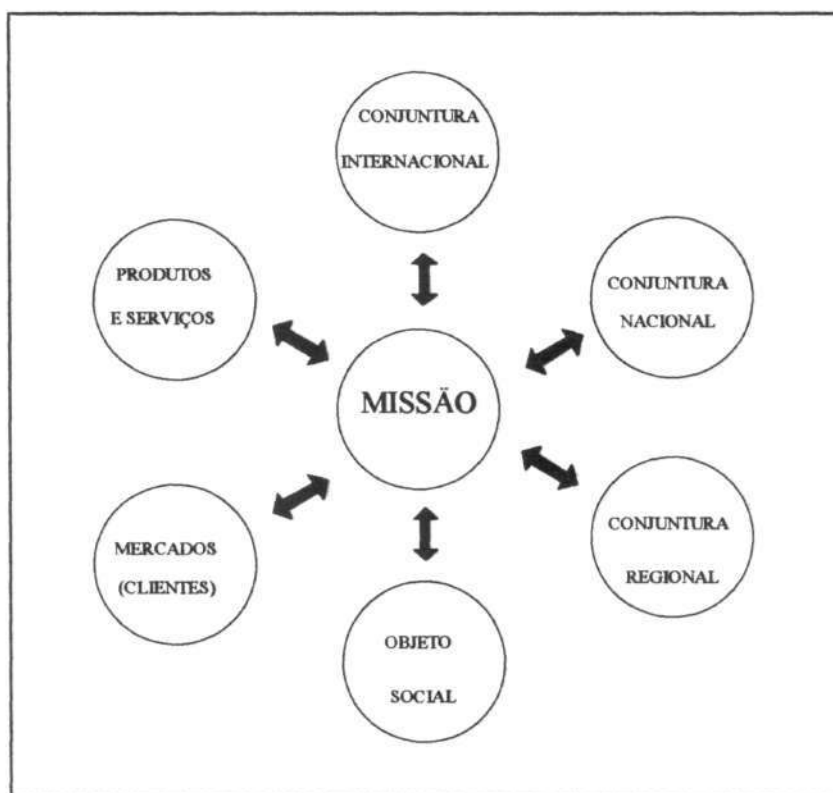 CONJUNTURA
INTERNACIONAL
PRODUTOS
E SERVIÇOS
CONJUNTURA
NACIONAL
MISSÃO
MERCADOS
(CLIENTES)
CONJUNTURA
REGIONAL
OBJETO
SOCIAL